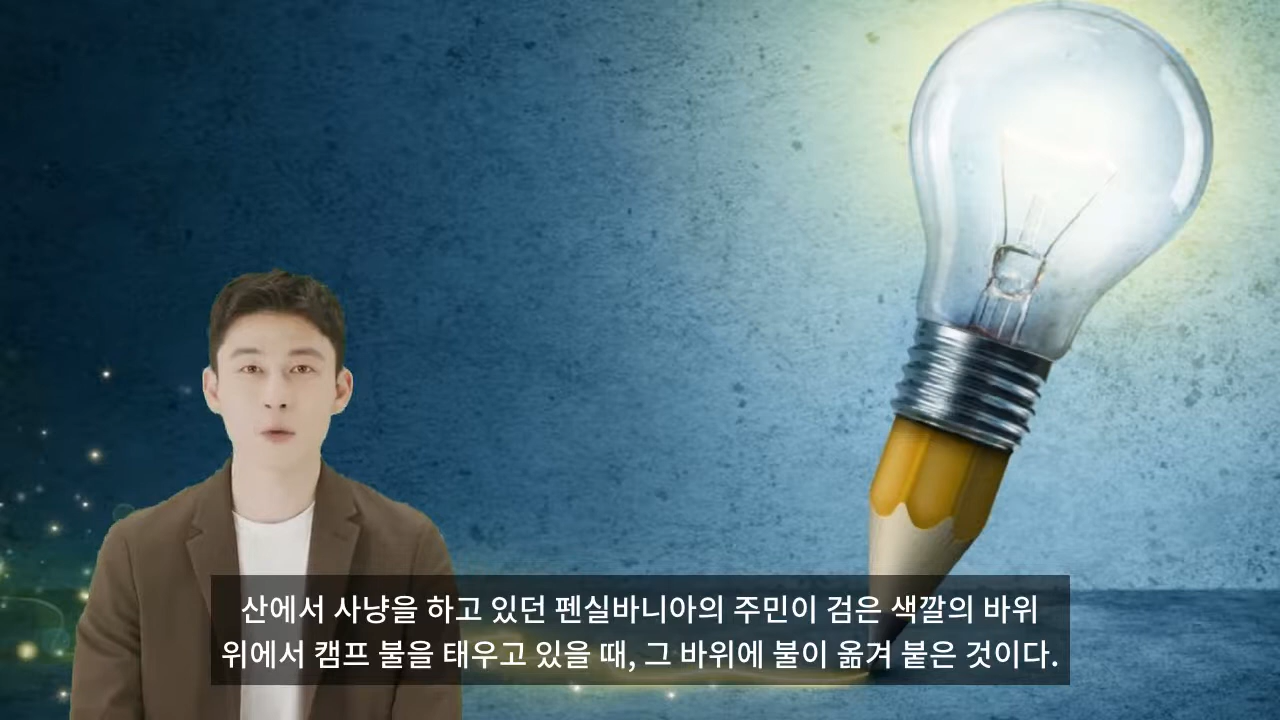 산에서 사냥을 하고 있던 펜실바니아의 주민이 검은 색깔의 바위
위에서 캠프 불을 태우고 있을 때, 그 바위에 불이 옮겨 붙은 것이다.